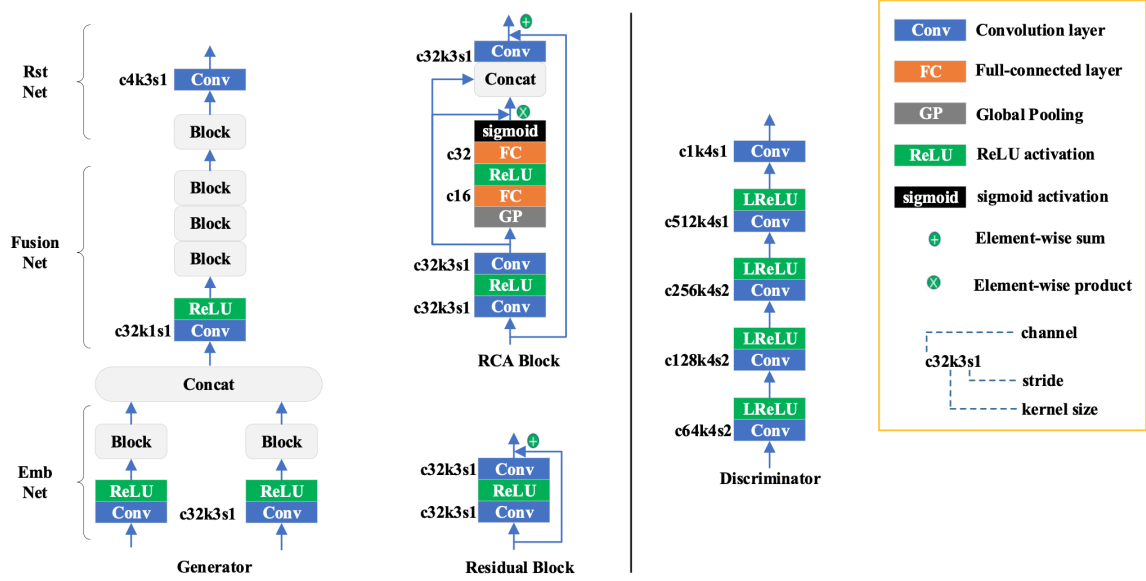 Rst
Net
c4k3s1
Conv
Block
Fusion
Net
Block
Block
Block
ReLU
c32k1s1
Conv
Concat
Emb
Net
Block
Block
ReLU
Conv
c32k3s1
ReLU
Conv
Generator
c32k3s1
Conv
Concat
sigmoid
c32
FC
ReLU
c16
FC
GP
c32k3s1
Conv
ReLU
c32k3s1
Conv
RCA Block
c32k3s1
Conv
ReLU
c32k3s1
Conv
Residual Block
c1k4s1
Conv
LReLU
c512k4s1
Conv
LReLU
c256k4s2
Conv
LReLU
c128k4s2
Conv
LReLU
c64k4s2
Conv
Discriminator
Conv Convolution layer
FC Full-connected layer
GP Global Pooling
ReLU ReLU activation
sigmoid sigmoid activation
+ Element-wise sum
x Element-wise product
channel
c32k3s1
stride
kernel size